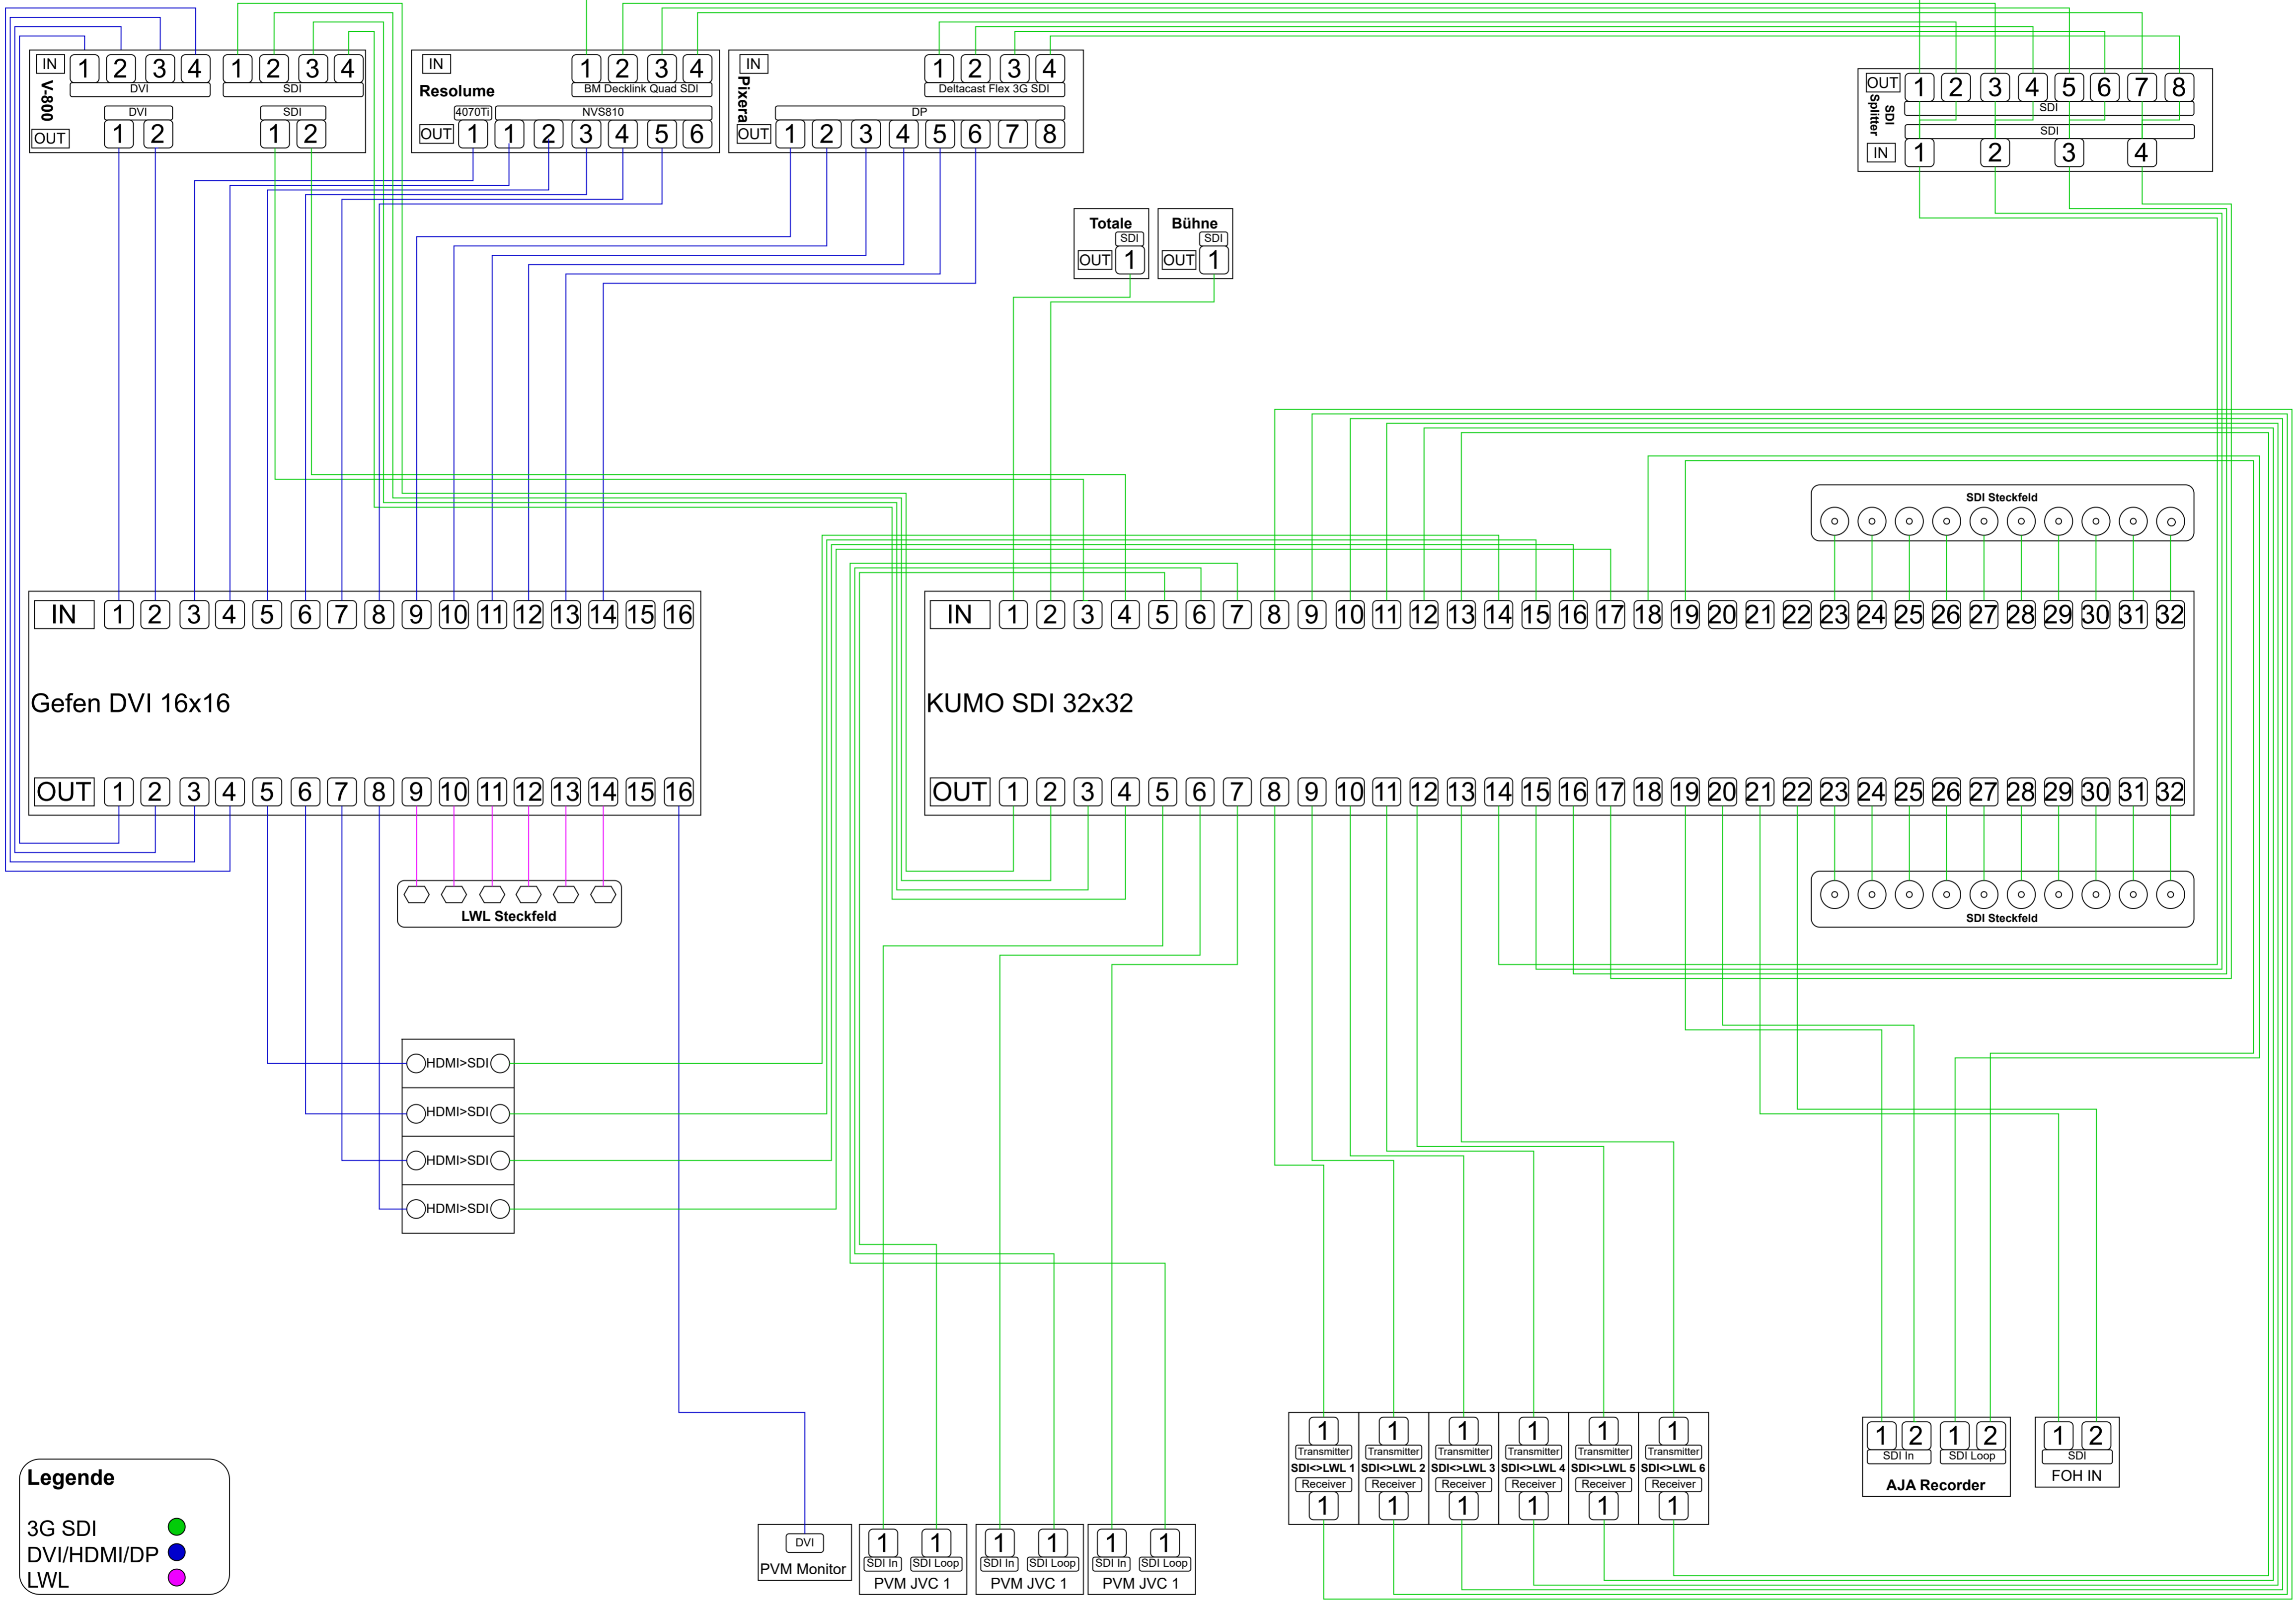 IN 1 2 3 4 1 2 3 4
DVI SDI
V-800
DVI SDI
OUT 1 2 1 2
IN 1 2 3 4
Resolume BM Decklink Quad SDI
4070Ti NVS810
OUT 1 1 2 3 4 5 6
IN 1 2 3 4
Pixera Deltacast Flex 3G SDI
DP
OUT 1 2 3 4 5 6 7 8
OUT 1 2 3 4 5 6 7 8
SDI
SDI Splitter
SDI
IN 1 2 3 4
Totale
SDI
OUT 1
Bühne
SDI
OUT 1
SDI Steckfeld
IN 1 2 3 4 5 6 7 8 9 10 11 12 13 14 15 16
Gefen DVI 16x16
OUT 1 2 3 4 5 6 7 8 9 10 11 12 13 14 15 16
IN 1 2 3 4 5 6 7 8 9 10 11 12 13 14 15 16 17 18 19 20 21 22 23 24 25 26 27 28 29 30 31 32
KUMO SDI 32x32
OUT 1 2 3 4 5 6 7 8 9 10 11 12 13 14 15 16 17 18 19 20 21 22 23 24 25 26 27 28 29 30 31 32
LWL Steckfeld
SDI Steckfeld
HDMI>SDI
HDMI>SDI
HDMI>SDI
HDMI>SDI
1 1 1 1 1 1
Transmitter Transmitter Transmitter Transmitter Transmitter Transmitter
SDI<>LWL 1 SDI<>LWL 2 SDI<>LWL 3 SDI<>LWL 4 SDI<>LWL 5 SDI<>LWL 6
Receiver Receiver Receiver Receiver Receiver Receiver
1 1 1 1 1 1
1 2 1 2
SDI In SDI Loop
AJA Recorder
1 2
SDI
FOH IN
Legende
3G SDI
DVI/HDMI/DP
LWL
DVI
PVM Monitor
1 1
SDI In SDI Loop
PVM JVC 1
1 1
SDI In SDI Loop
PVM JVC 1
1 1
SDI In SDI Loop
PVM JVC 1